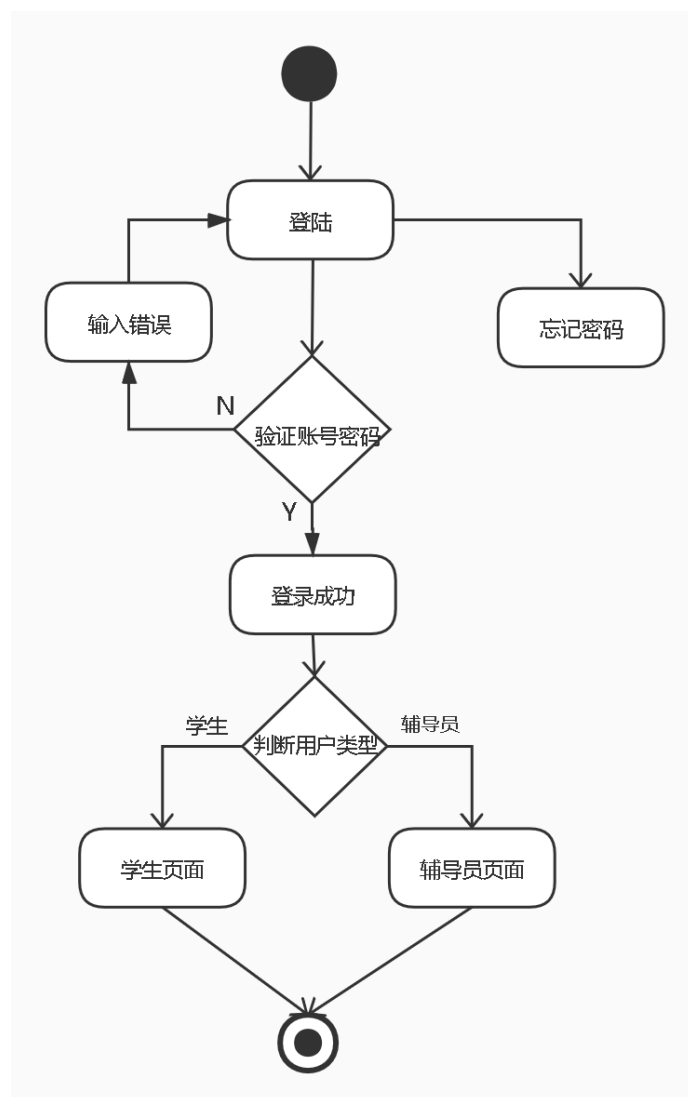 登陆
输入错误
忘记密码
N
验证账号密码
Y
登录成功
学生
辅导员
判断用户类型
学生页面
辅导员页面